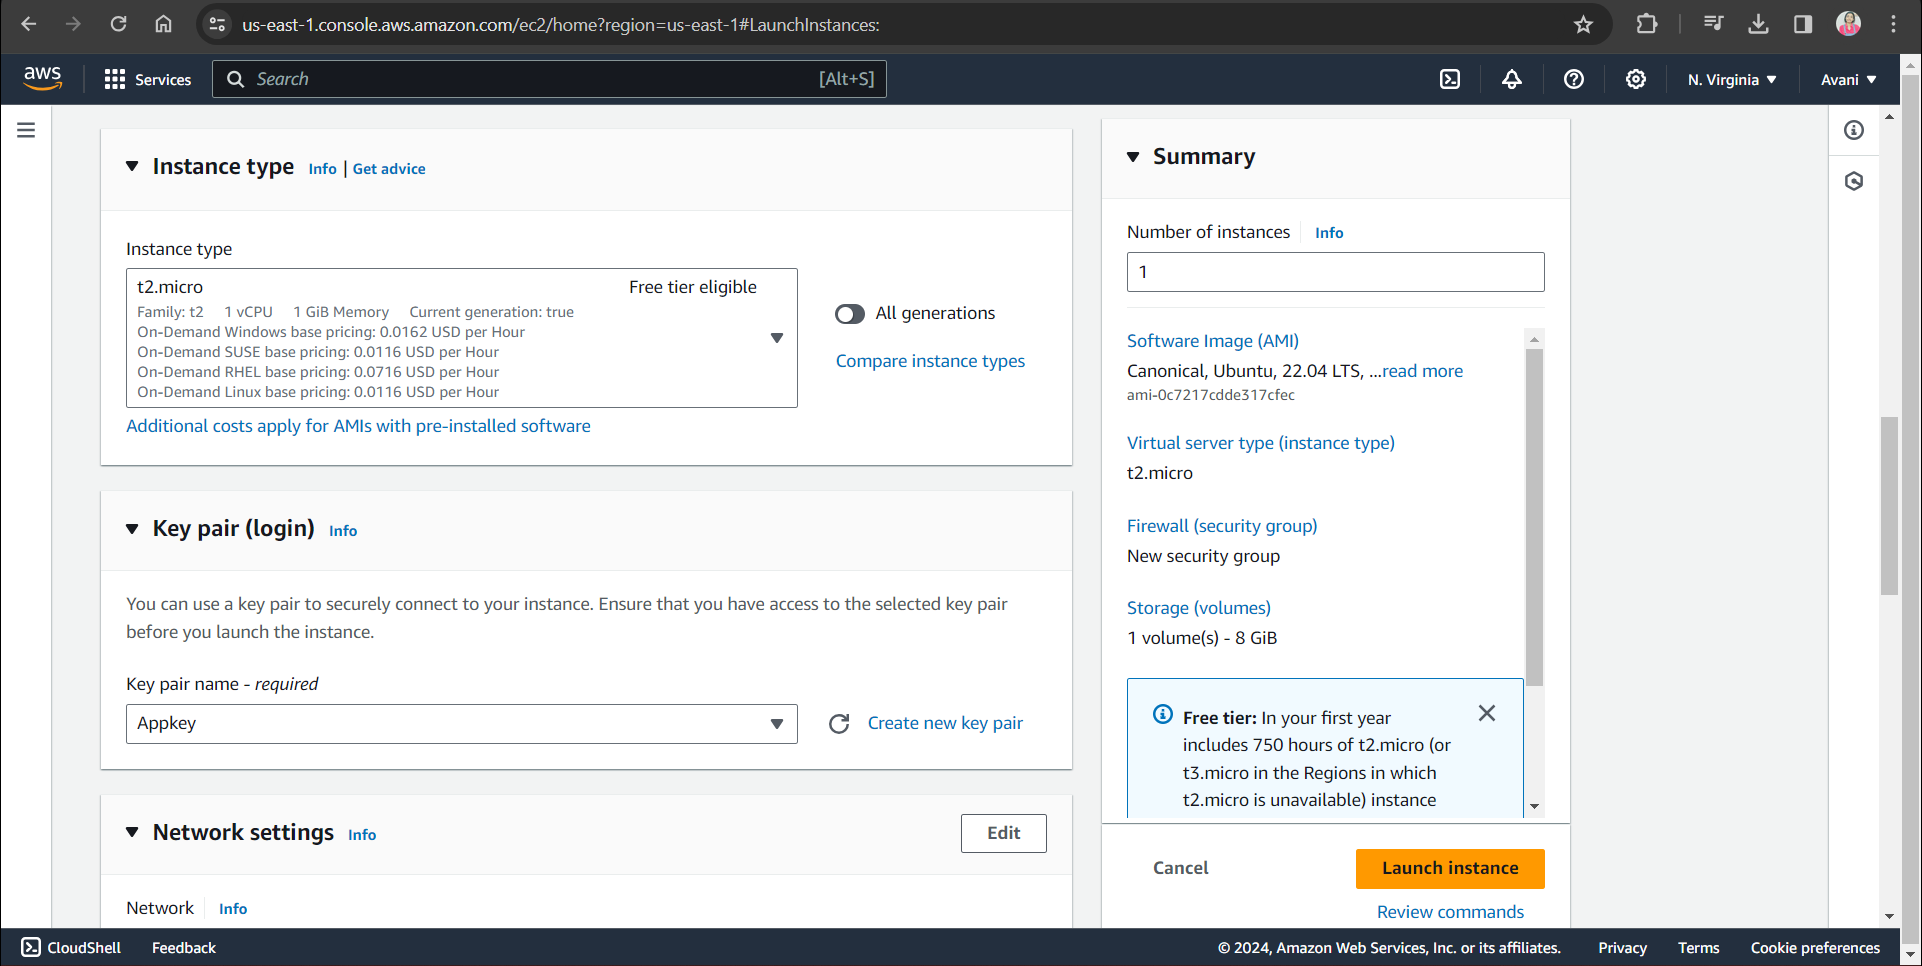 us-east-1.console.aws.amazon.com/ec2/home?region=us-east-1#LaunchInstances:
aws
Services
Search
[Alt+S]
N. Virginia
Avani
Instance type
Info | Get advice
Instance type
t2.micro
Free tier eligible
Family: t2 1 vCPU 1 GiB Memory Current generation: true
On-Demand Windows base pricing: 0.0162 USD per Hour
On-Demand SUSE base pricing: 0.0116 USD per Hour
On-Demand RHEL base pricing: 0.0716 USD per Hour
On-Demand Linux base pricing: 0.0116 USD per Hour
All generations
Compare instance types
Additional costs apply for AMIs with pre-installed software
Key pair (login)
Info
You can use a key pair to securely connect to your instance. Ensure that you have access to the selected key pair
before you launch the instance.
Key pair name - required
Appkey
Create new key pair
Network settings
Info
Edit
Network
Info
Summary
Number of instances
Info
1
Software Image (AMI)
Canonical, Ubuntu, 22.04 LTS, ...read more
ami-0c7217cdde317cfec
Virtual server type (instance type)
t2.micro
Firewall (security group)
New security group
Storage (volumes)
1 volume(s) - 8 GiB
Free tier: In your first year
includes 750 hours of t2.micro (or
t3.micro in the Regions in which
t2.micro is unavailable) instance
Cancel
Launch instance
Review commands
CloudShell
Feedback
© 2024, Amazon Web Services, Inc. or its affiliates.
Privacy
Terms
Cookie preferences